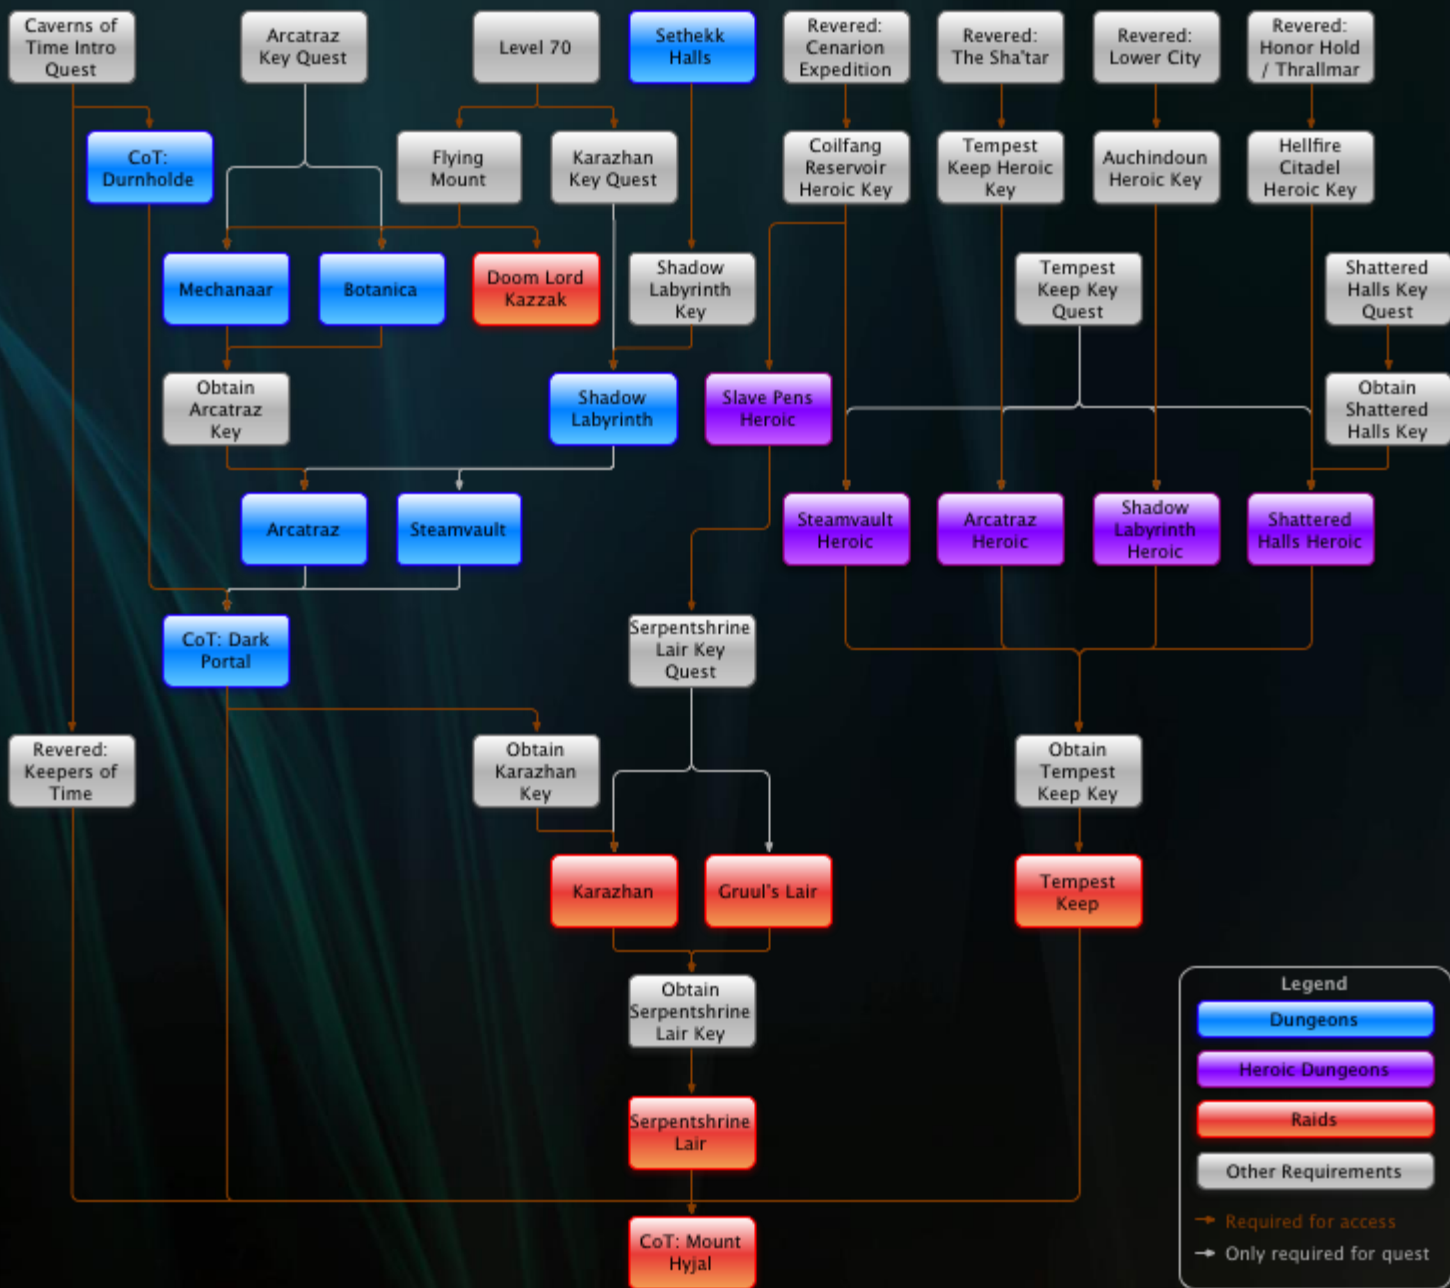 Caverns of
Time Intro
Quest
Arcatraz
Key Quest
Level 70
Sethekk
Halls
Revered:
Cenarion
Expedition
Revered:
The Sha'tar
Revered:
Lower City
Revered:
Honor Hold
/ Thrallmar
CoT:
Durnholde
Flying
Mount
Karazhan
Key Quest
Coilfang
Reservoir
Heroic Key
Tempest
Keep Heroic
Key
Auchindoun
Heroic Key
Hellfire
Citadel
Heroic Key
Mechanaar
Botanica
Doom Lord
Kazzak
Shadow
Labyrinth
Key
Tempest
Keep Key
Quest
Shattered
Halls Key
Quest
Obtain
Arcatraz
Key
Shadow
Labyrinth
Slave Pens
Heroic
Obtain
Shattered
Halls Key
Arcatraz
Steamvault
Steamvault
Heroic
Arcatraz
Heroic
Shadow
Labyrinth
Heroic
Shattered
Halls Heroic
CoT: Dark
Portal
Serpentshrine
Lair Key
Quest
Revered:
Keepers of
Time
Obtain
Karazhan
Key
Obtain
Tempest
Keep Key
Karazhan
Gruul's Lair
Tempest
Keep
Obtain
Serpentshrine
Lair Key
Serpentshrine
Lair
CoT: Mount
Hyjal
Legend
Dungeons
Heroic Dungeons
Raids
Other Requirements
Required for access
Only required for quest